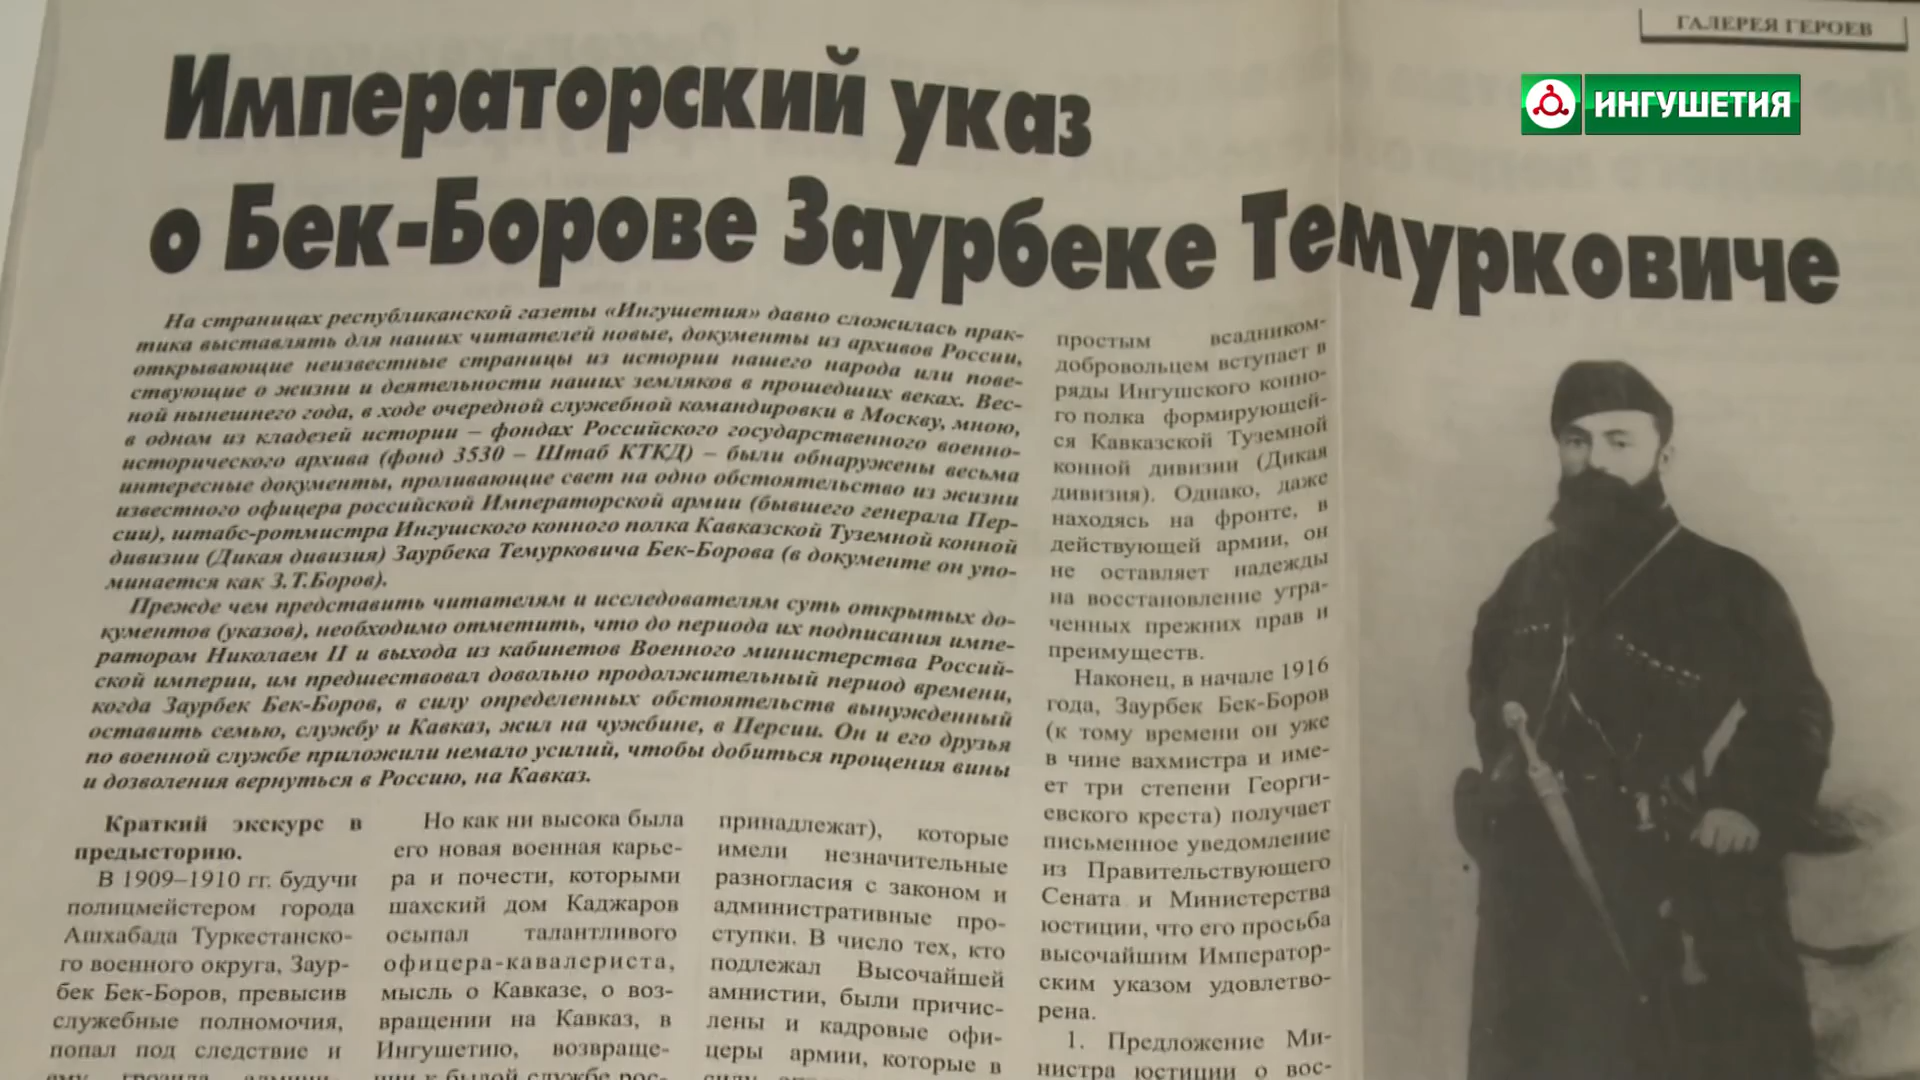 ГАЛЕРЕЯ ГЕРОЕВ
ИНГУШЕТИЯ
Императорский указ
о Бек-Борове Заурбеке Темурковиче
На страницах республиканской газеты «Ингушетия» давно сложилась прак-
тика выставлять для наших читателей новые, документы из архивов России,
открывающие неизвестные страницы из истории нашего народа или пове-
ствующие о жизни и деятельности наших земляков в прошедших веках. Вес-
ной нынешнего года, в ходе очередной служебной командировки в Москву, мною,
в одном из кладезей истории – фондах Российского государственного военно-
исторического архива (фонд 3530 – Штаб КТКД) – были обнаружены весьма
интересные документы, проливающие свет на одно обстоятельство из жизни
известного офицера российской Императорской армии (бывшего генерала Пер-
сии), штабс-ротмистра Ингушского конного полка Кавказской Туземной конной
дивизии (Дикая дивизия) Заурбека Темурковича Бек-Борова (в документе он упо-
минается как З.Т.Боров).
Прежде чем представить читателям и исследователям суть открытых до-
кументов (указов), необходимо отметить, что до периода их подписания импе-
ратором Николаем II и выхода из кабинетов Военного министерства Россий-
ской империи, им предшествовал довольно продолжительный период времени,
когда Заурбек Бек-Боров, в силу определенных обстоятельств вынужденный
оставить семью, службу и Кавказ, жил на чужбине, в Персии. Он и его друзья
по военной службе приложили немало усилий, чтобы добиться прощения вины
и дозволения вернуться в Россию, на Кавказ.
Краткий экскурс в
предысторию.
В 1909–1910 гг. будучи
полицмейстером города
Ашхабада Туркестанско-
го военного округа, Заур-
бек Бек-Боров, превысив
служебные полномочия,
попал под следствие и
ему грозила
Но как ни высока была
его новая военная карье-
ра и почести, которыми
шахский дом Каджаров
осыпал талантливого
офицера-кавалериста,
мысль о Кавказе, о воз-
вращении на Кавказ, в
Ингушетию, возвраще-
нии к былой службе рос-
принадлежат), которые
имели незначительные
разногласия с законом и
административные про-
ступки. В число тех, кто
подлежал Высочайшей
амнистии, были причис-
лены и кадровые офи-
церы армии, которые в
простым всадником-
добровольцем вступает в
ряды Ингушского конно-
го полка формирующей-
ся Кавказской Туземной
конной дивизии (Дикая
дивизия). Однако, даже
находясь на фронте, в
действующей армии, он
не оставляет надежды
на восстановление утра-
ченных прежних прав и
преимуществ.
Наконец, в начале 1916
года, Заурбек Бек-Боров
(к тому времени он уже
в чине вахмистра и име-
ет три степени Георги-
евского креста) получает
письменное уведомление
из Правительствующего
Сената и Министерства
юстиции, что его просьба
высочайшим Император-
ским указом удовлетво-
рена.
1. Предложение Ми-
нистра юстиции о вос-